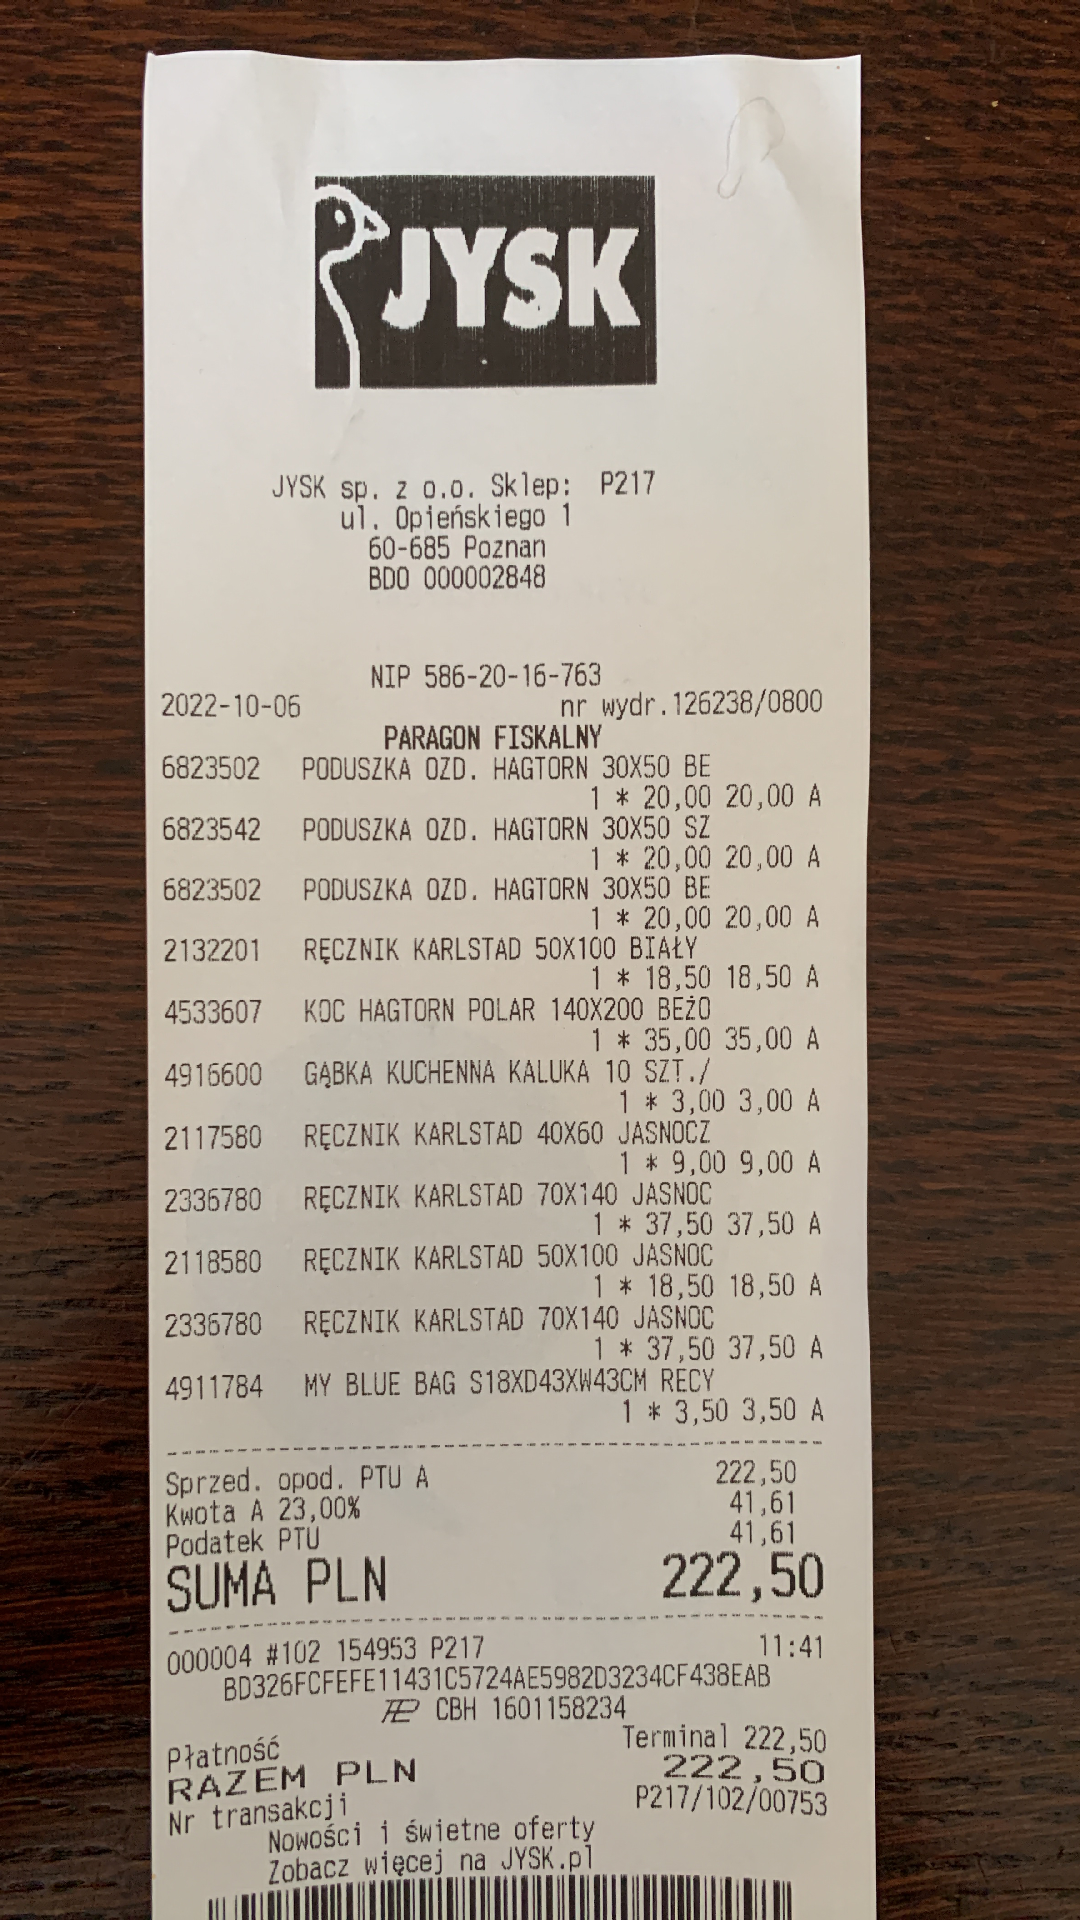 JYSK
JYSK sp. z o.o. Sklep: P217
ul. Opieńskiego 1
60-685 Poznan
BDO 000002848
NIP 586-20-16-763
2022-10-06 nr wydr.126238/0800
PARAGON FISKALNY
6823502 PODUSZKA OZD. HAGTORN 30X50 BE
1 * 20,00 20,00 A
6823542 PODUSZKA OZD. HAGTORN 30X50 SZ
1 * 20,00 20,00 A
6823502 PODUSZKA OZD. HAGTORN 30X50 BE
1 * 20,00 20,00 A
2132201 RĘCZNIK KARLSTAD 50X100 BIAŁY
1 * 18,50 18,50 A
4533607 KOC HAGTORN POLAR 140X200 BEŻO
1 * 35,00 35,00 A
4916600 GĄBKA KUCHENNA KALUKA 10 SZT./
1 * 3,00 3,00 A
2117580 RĘCZNIK KARLSTAD 40X60 JASNOCZ
1 * 9,00 9,00 A
2336780 RĘCZNIK KARLSTAD 70X140 JASNOC
1 * 37,50 37,50 A
2118580 RĘCZNIK KARLSTAD 50X100 JASNOC
1 * 18,50 18,50 A
2336780 RĘCZNIK KARLSTAD 70X140 JASNOC
1 * 37,50 37,50 A
4911784 MY BLUE BAG S18XD43XW43CM RECY
1 * 3,50 3,50 A
Sprzed. opod. PTU A 222,50
Kwota A 23,00% 41,61
Podatek PTU 41,61
SUMA PLN 222,50
000004 #102 154953 P217 11:41
BD326FCFEFE11431C5724AE5982D3234CF438EAB
CBH 1601158234
Płatność Terminal 222,50
RAZEM PLN 222,50
Nr transakcji P217/102/00753
Nowości i świetne oferty
Zobacz więcej na JYSK.pl